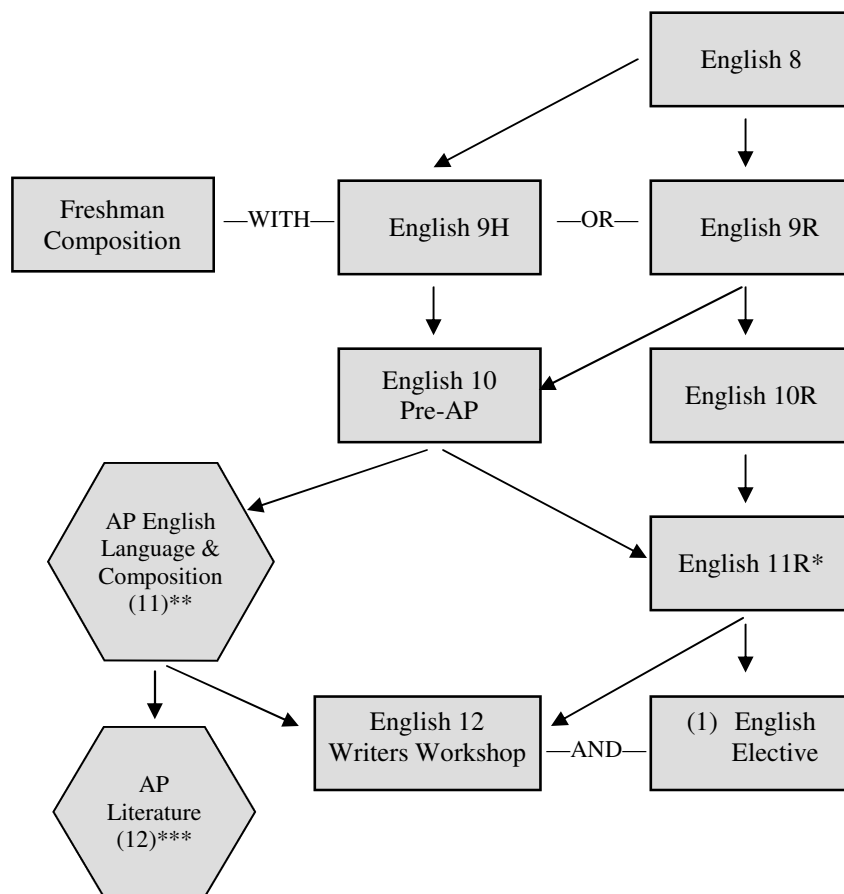 English 8
Freshman
Composition
—WITH—
English 9H
—OR—
English 9R
English 10
Pre-AP
English 10R
AP English
Language &
Composition
(11)**
English 11R*
English 12
Writers Workshop
—AND—
(1) English
Elective
AP
Literature
(12)***